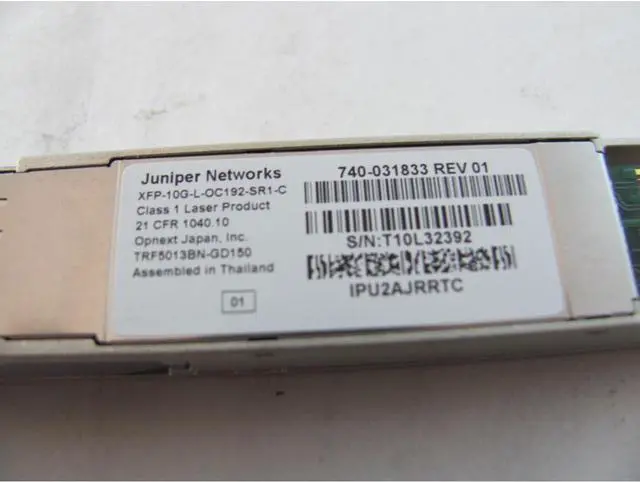 Juniper Networks
XFP-10G-L-OC192-SR1-C
Class 1 Laser Product
21 CFR 1040.10
Opnext Japan, Inc.
TRF5013BN-GD150
Assembled in Thailand
01
740-031833 REV 01
S/N:T10L32392
IPU2AJRRTC